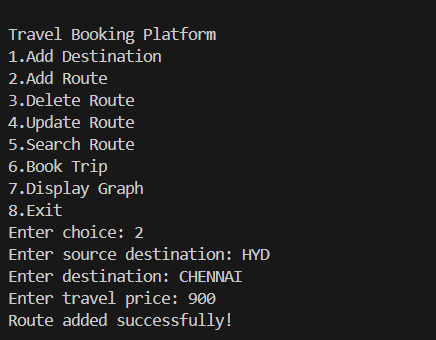 Travel Booking Platform
1.Add Destination
2.Add Route
3.Delete Route
4.Update Route
5.Search Route
6.Book Trip
7.Display Graph
8.Exit
Enter choice: 2
Enter source destination: HYD
Enter destination: CHENNAI
Enter travel price: 900
Route added successfully!